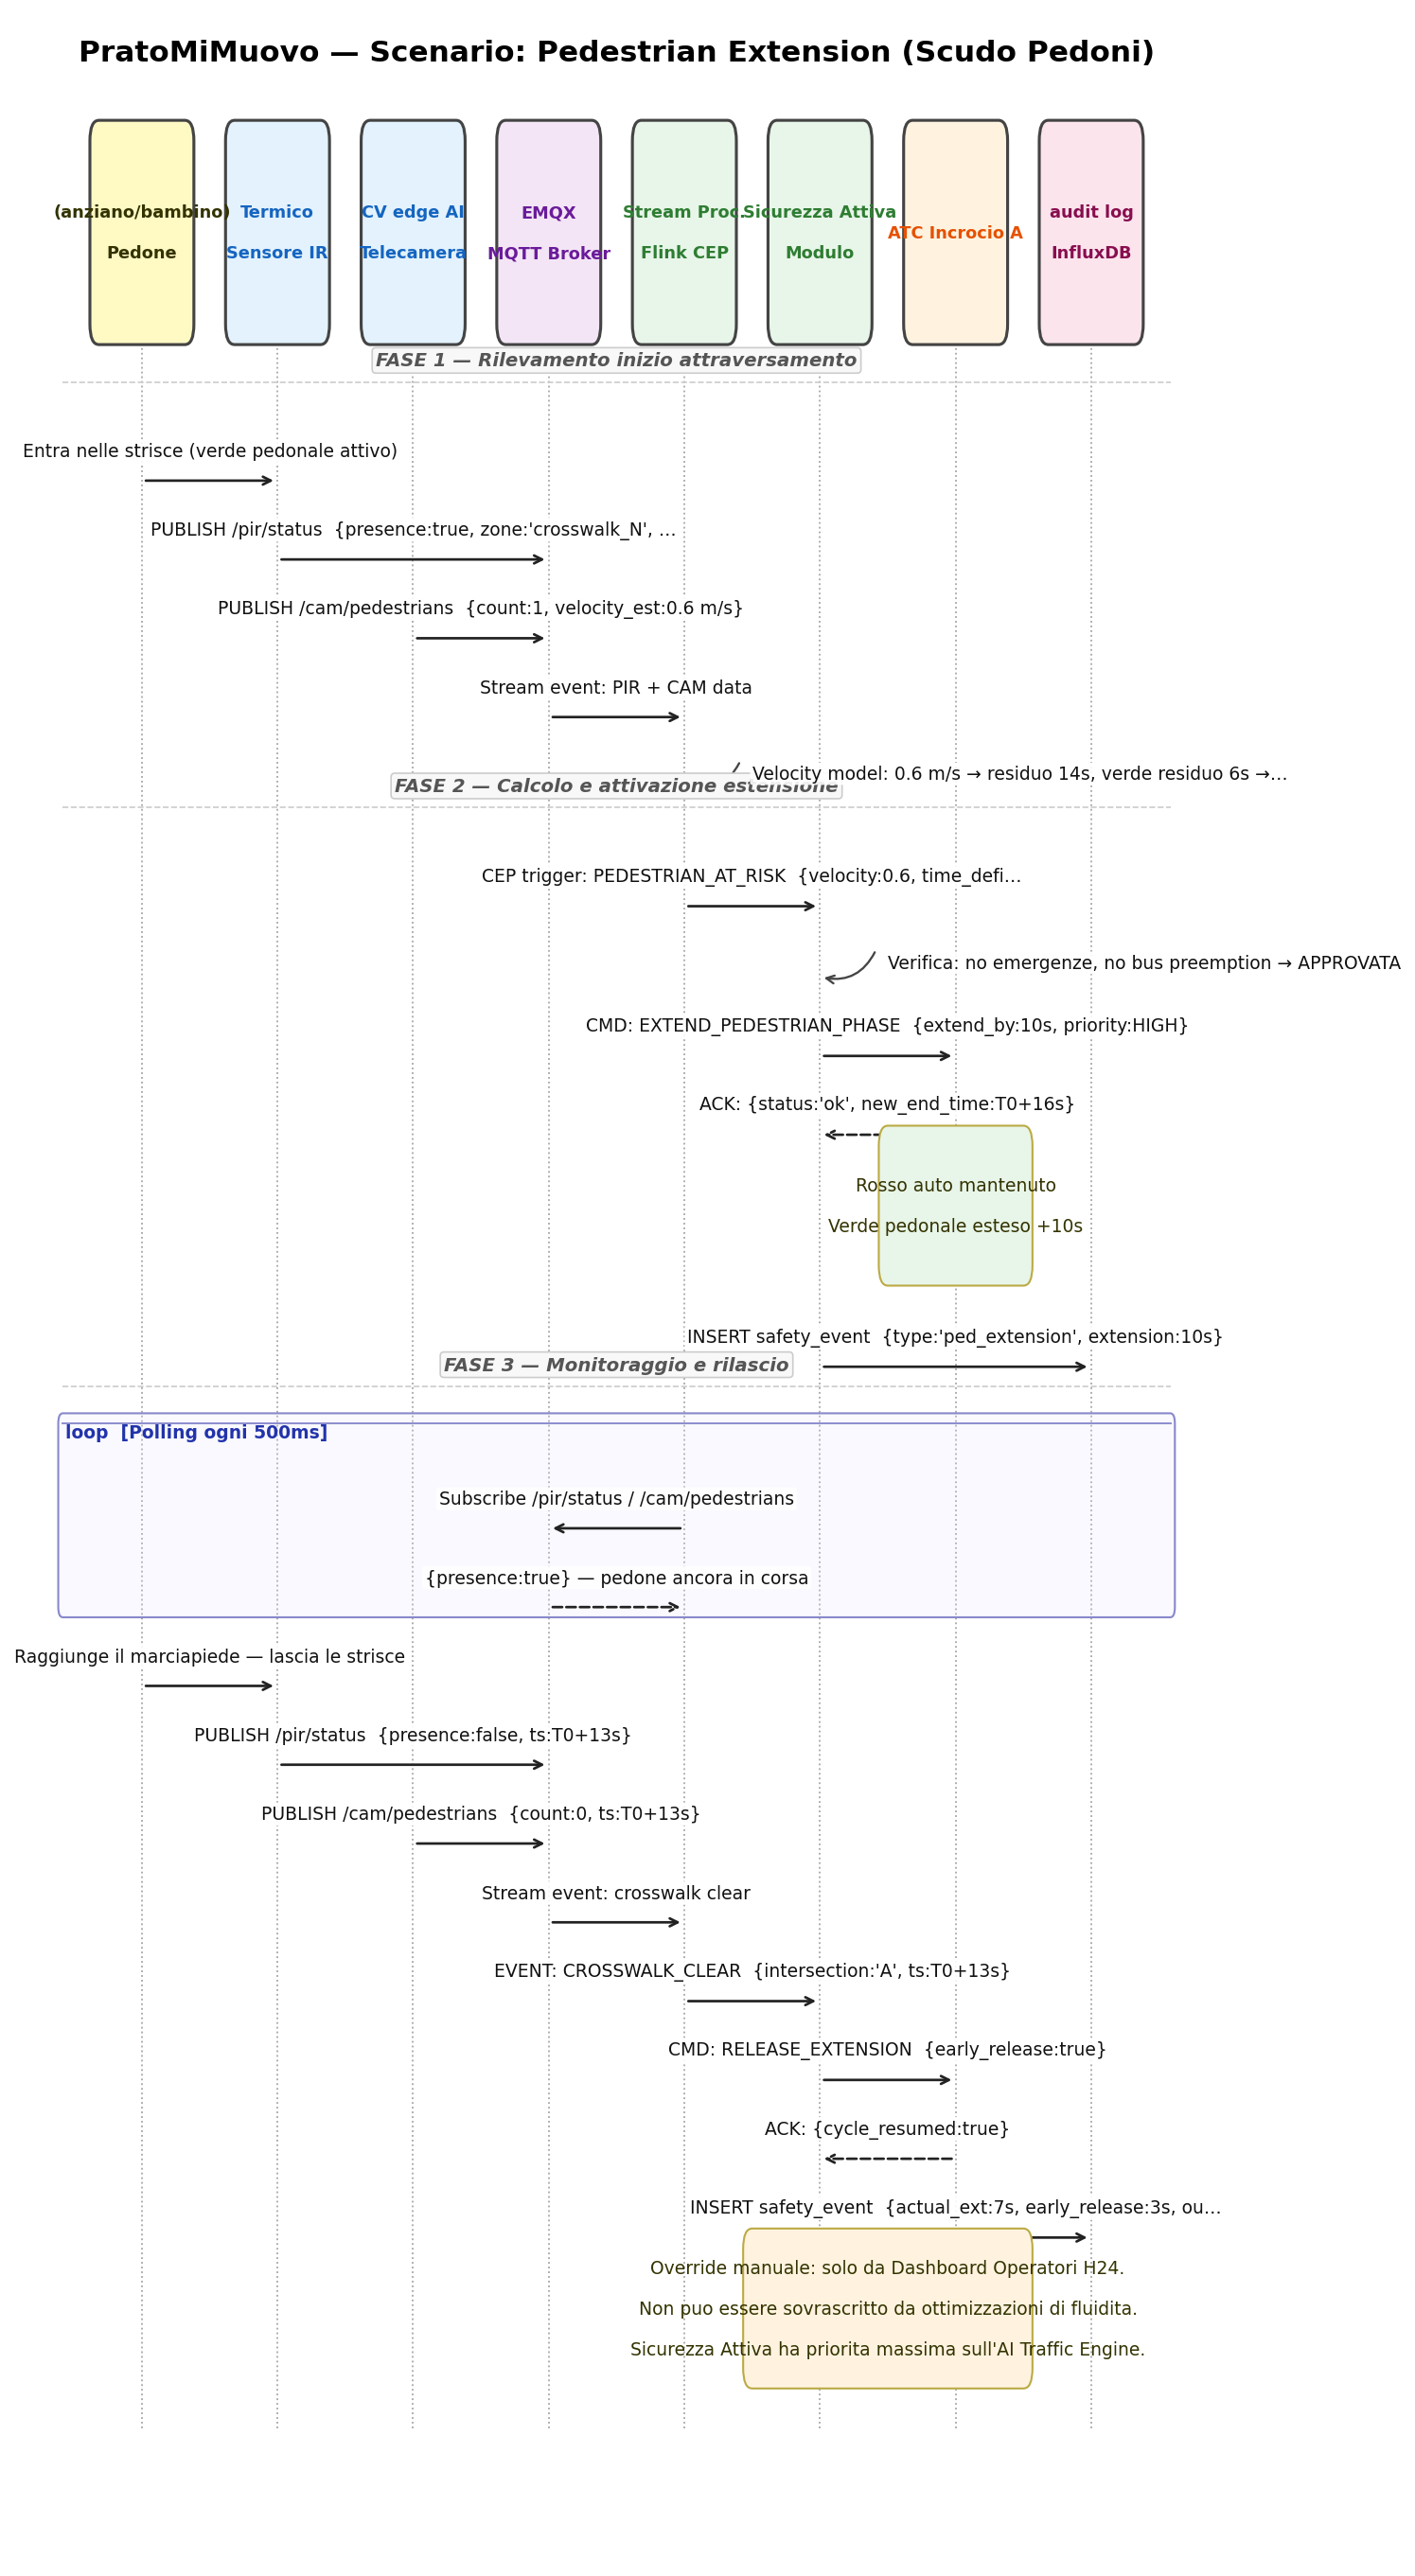 PratoMiMuovo — Scenario: Pedestrian Extension (Scudo Pedoni)
(anziano/bambino)
Pedone
Termico
Sensore IR
CV edge AI
Telecamera
EMQX
MQTT Broker
Stream Proc.
Flink CEP
Sicurezza Attiva
Modulo
ATC Incrocio A
audit log
InfluxDB
FASE 1 — Rilevamento inizio attraversamento
Entra nelle strisce (verde pedonale attivo)
PUBLISH /pir/status {presence:true, zone:'crosswalk_N', …
PUBLISH /cam/pedestrians {count:1, velocity_est:0.6 m/s}
Stream event: PIR + CAM data
Velocity model: 0.6 m/s → residuo 14s, verde residuo 6s →…
FASE 2 — Calcolo e attivazione estensione
CEP trigger: PEDESTRIAN_AT_RISK {velocity:0.6, time_defi…
Verifica: no emergenze, no bus preemption → APPROVATA
CMD: EXTEND_PEDESTRIAN_PHASE {extend_by:10s, priority:HIGH}
ACK: {status:'ok', new_end_time:T0+16s}
Rosso auto mantenuto
Verde pedonale esteso +10s
INSERT safety_event {type:'ped_extension', extension:10s}
FASE 3 — Monitoraggio e rilascio
loop [Polling ogni 500ms]
Subscribe /pir/status / /cam/pedestrians
{presence:true} — pedone ancora in corsa
Raggiunge il marciapiede — lascia le strisce
PUBLISH /pir/status {presence:false, ts:T0+13s}
PUBLISH /cam/pedestrians {count:0, ts:T0+13s}
Stream event: crosswalk clear
EVENT: CROSSWALK_CLEAR {intersection:'A', ts:T0+13s}
CMD: RELEASE_EXTENSION {early_release:true}
ACK: {cycle_resumed:true}
INSERT safety_event {actual_ext:7s, early_release:3s, ou…
Override manuale: solo da Dashboard Operatori H24.
Non puo essere sovrascritto da ottimizzazioni di fluidita.
Sicurezza Attiva ha priorita massima sull'AI Traffic Engine.